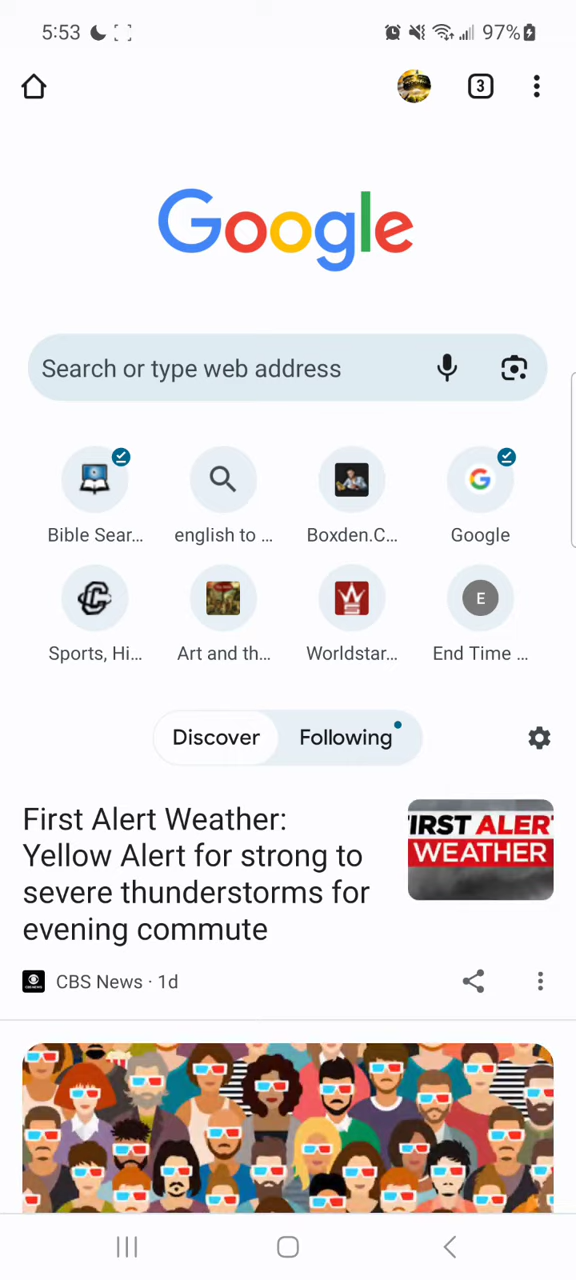 5:53 97%
3
Google
Search or type web address
Bible Sear... english to ... Boxden.C... Google
E
Sports, Hi... Art and th... Worldstar... End Time ...
Discover Following
First Alert Weather:
Yellow Alert for strong to
severe thunderstorms for
evening commute
IRST ALER
WEATHER
CBS News · 1d